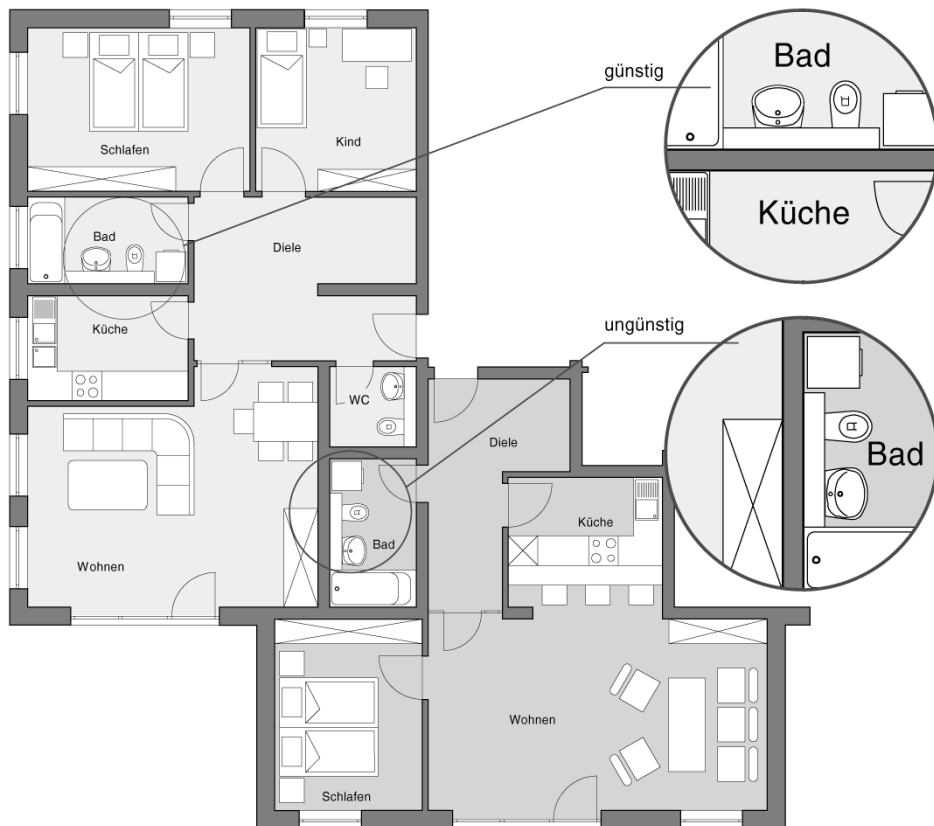 Schlafen
Kind
Bad
Diele
Küche
WC
Wohnen
Diele
Küche
Bad
Wohnen
Schlafen
günstig
Bad
Küche
ungünstig
Bad